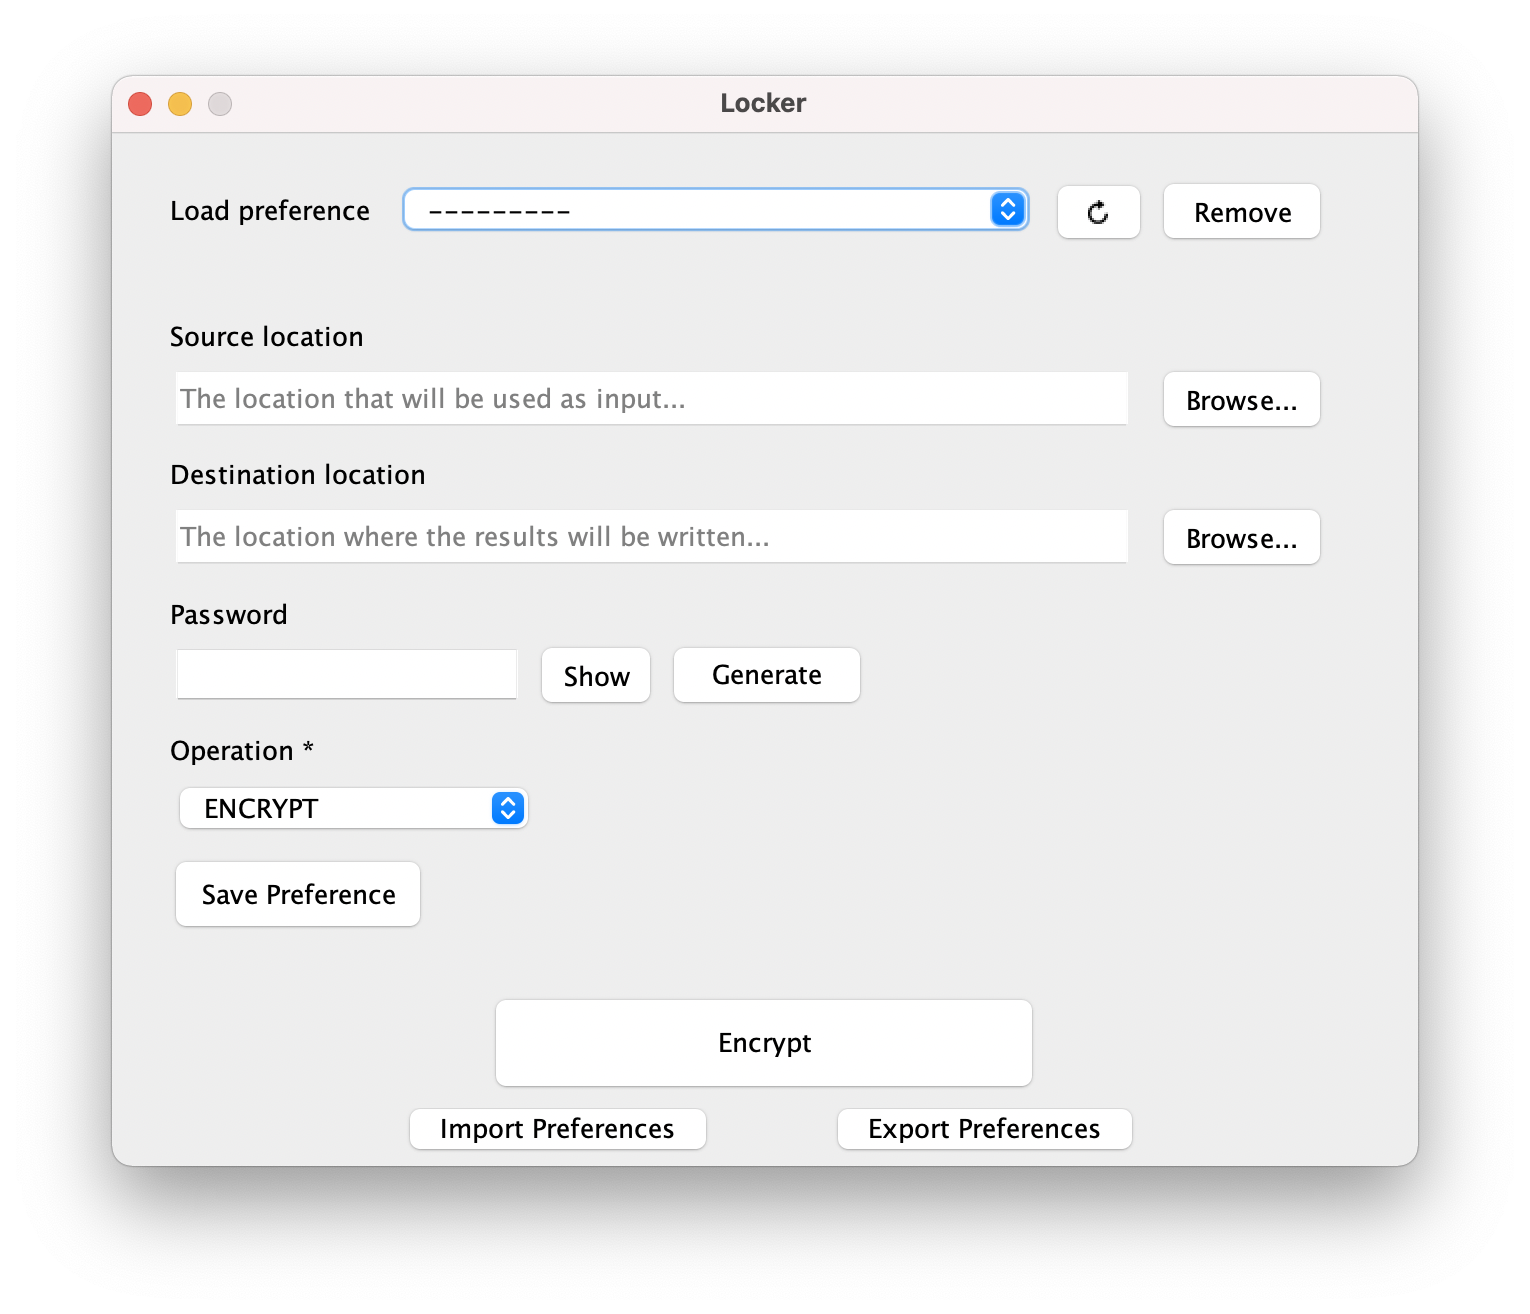 Locker
Load preference --------- Remove
Source location
The location that will be used as input... Browse...
Destination location
The location where the results will be written... Browse...
Password
Show Generate
Operation *
ENCRYPT
Save Preference
Encrypt
Import Preferences Export Preferences